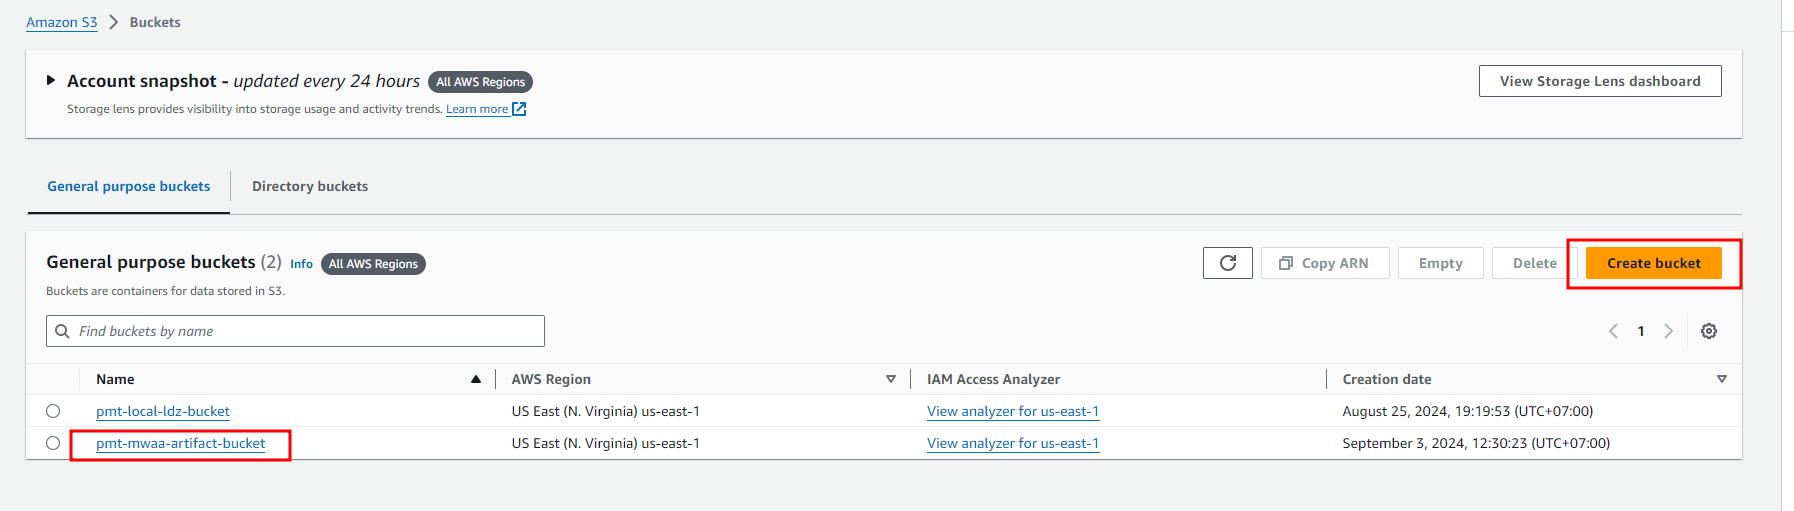 Amazon S3 > Buckets
Account snapshot - updated every 24 hours All AWS Regions View Storage Lens dashboard
Storage lens provides visibility into storage usage and activity trends. Learn more
General purpose buckets Directory buckets
General purpose buckets (2) Info All AWS Regions Copy ARN Empty Delete Create bucket
Buckets are containers for data stored in S3.
Find buckets by name 1
Name AWS Region IAM Access Analyzer Creation date
pmt-local-ldz-bucket US East (N. Virginia) us-east-1 View analyzer for us-east-1 August 25, 2024, 19:19:53 (UTC+07:00)
pmt-mwaa-artifact-bucket US East (N. Virginia) us-east-1 View analyzer for us-east-1 September 3, 2024, 12:30:23 (UTC+07:00)